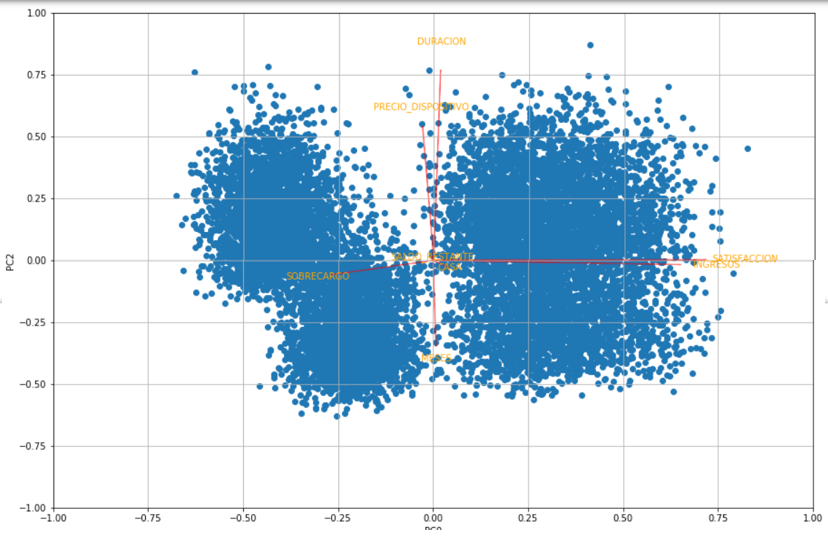 1.00
DURACION
0.75
PRECIO_DISPOSITIVO
0.50
0.25
PC2
0.00
SALDO_RESTANTE
SATISFACCION
CASA
INGRESOS
SOBRECARGO
−0.25
−0.50
−0.75
−1.00
−1.00
−0.75
−0.50
−0.25
0.00
0.25
0.50
0.75
1.00